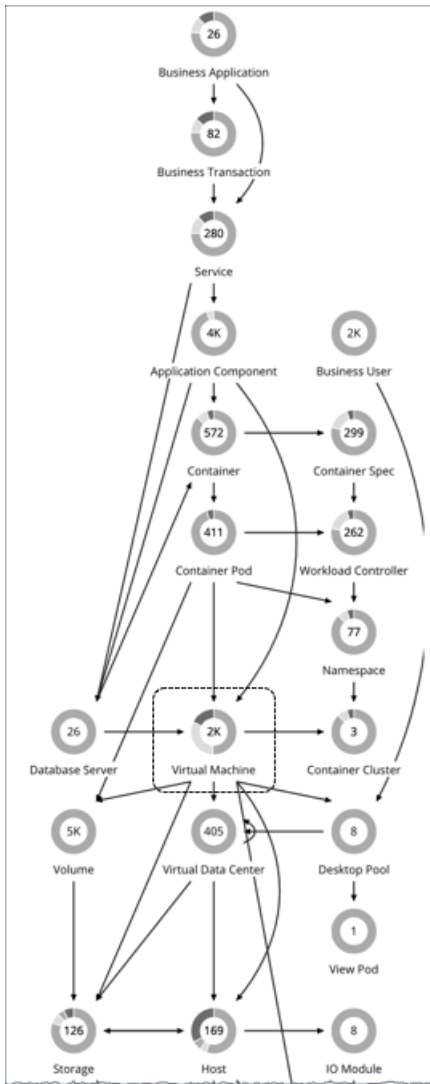 26
Business Application
82
Business Transaction
280
Service
4K
2K
Application Component
Business User
572
299
Container
Container Spec
411
262
Container Pod
Workload Controller
77
Namespace
26
2K
3
Database Server
Virtual Machine
Container Cluster
5K
405
8
Volume
Virtual Data Center
Desktop Pool
1
View Pod
126
169
8
Storage
Host
IO Module